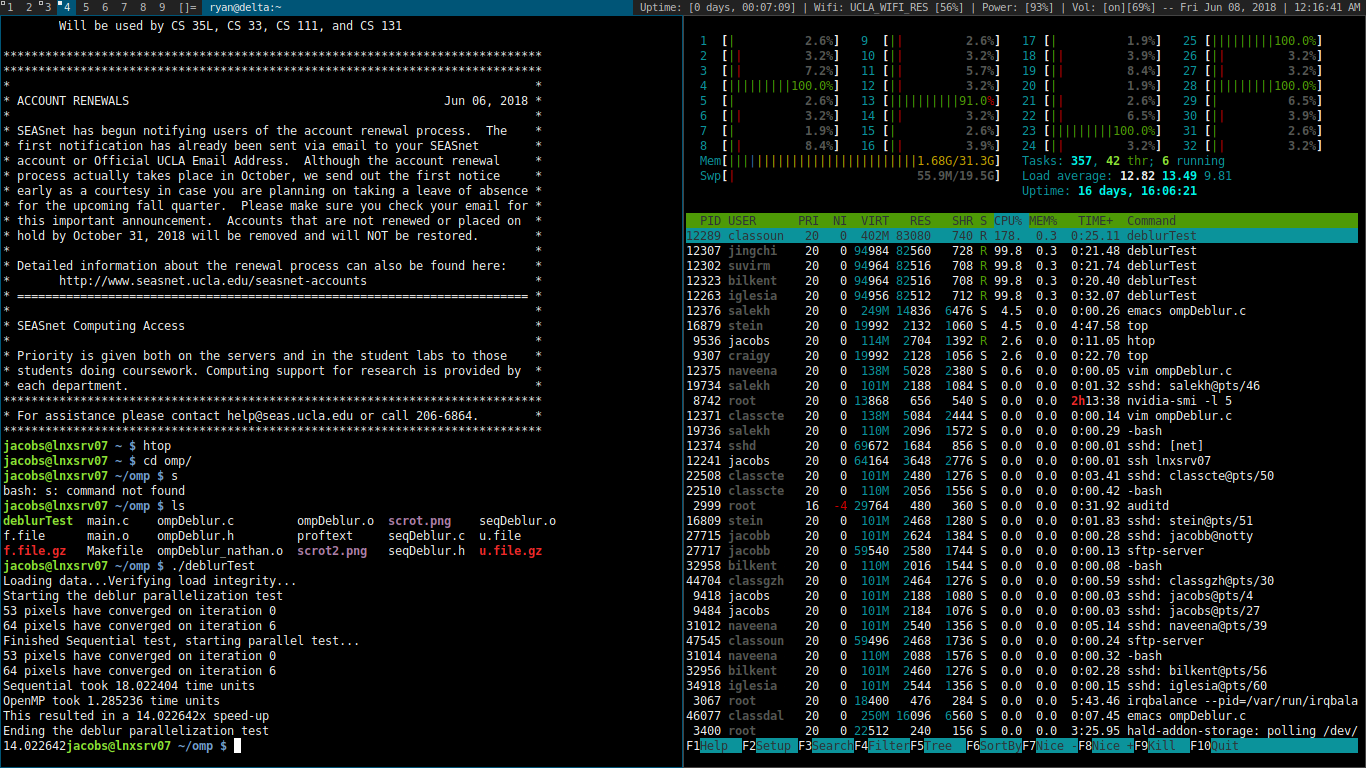 1 2 3 4 5 6 7 8 9 []= ryan@delta:~ Uptime: [0 days, 00:07:09] | Wifi: UCLA_WIFI_RES [56%] | Power: [93%] | Vol: [on][69%] -- Fri Jun 08, 2018 | 12:16:41 AM
Will be used by CS 35L, CS 33, CS 111, and CS 131
*****************************************************************************
*****************************************************************************
* *
* ACCOUNT RENEWALS Jun 06, 2018 *
* *
* SEASnet has begun notifying users of the account renewal process. The *
* first notification has already been sent via email to your SEASnet *
* account or Official UCLA Email Address. Although the account renewal *
* process actually takes place in October, we send out the first notice *
* early as a courtesy in case you are planning on taking a leave of absence *
* for the upcoming fall quarter. Please make sure you check your email for *
* this important announcement. Accounts that are not renewed or placed on *
* hold by October 31, 2018 will be removed and will NOT be restored. *
* *
* Detailed information about the renewal process can also be found here: *
* http://www.seasnet.ucla.edu/seasnet-accounts *
* ========================================================================= *
* *
* SEASnet Computing Access *
* *
* Priority is given both on the servers and in the student labs to those *
* students doing coursework. Computing support for research is provided by *
* each department. *
*****************************************************************************
* For assistance please contact help@seas.ucla.edu or call 206-6864. *
*****************************************************************************
jacobs@lnxsrv07 ~ $ htop
jacobs@lnxsrv07 ~ $ cd omp/
jacobs@lnxsrv07 ~/omp $ s
bash: s: command not found
jacobs@lnxsrv07 ~/omp $ ls
deblurTest main.c ompDeblur.c ompDeblur.o scrot.png seqDeblur.o
f.file main.o ompDeblur.h proftext seqDeblur.c u.file
f.file.gz Makefile ompDeblur_nathan.o scrot2.png seqDeblur.h u.file.gz
jacobs@lnxsrv07 ~/omp $ ./deblurTest
Loading data...Verifying load integrity...
Starting the deblur parallelization test
53 pixels have converged on iteration 0
64 pixels have converged on iteration 6
Finished Sequential test, starting parallel test...
53 pixels have converged on iteration 0
64 pixels have converged on iteration 6
Sequential took 18.022404 time units
OpenMP took 1.285236 time units
This resulted in a 14.022642x speed-up
Ending the deblur parallelization test
14.022642jacobs@lnxsrv07 ~/omp $
1 [| 2.6%] 9 [|| 2.6%] 17 [| 1.9%] 25 [|||||||||100.0%]
2 [|| 3.2%] 10 [|| 3.2%] 18 [|| 3.9%] 26 [|| 3.2%]
3 [|| 7.2%] 11 [|| 5.7%] 19 [|| 8.4%] 27 [|| 3.2%]
4 [|||||||||100.0%] 12 [|| 3.2%] 20 [| 1.9%] 28 [|||||||||100.0%]
5 [| 2.6%] 13 [||||||||||91.0%] 21 [|| 2.6%] 29 [| 6.5%]
6 [|| 3.2%] 14 [|| 3.2%] 22 [|| 6.5%] 30 [|| 3.9%]
7 [| 1.9%] 15 [| 2.6%] 23 [|||||||||100.0%] 31 [| 2.6%]
8 [|| 8.4%] 16 [|| 3.9%] 24 [|| 3.2%] 32 [|| 3.2%]
Mem[|||||||||||||||||||||||||||1.68G/31.3G] Tasks: 357, 42 thr; 6 running
Swp[| 55.9M/19.5G] Load average: 12.82 13.49 9.81
Uptime: 16 days, 16:06:21
PID USER PRI NI VIRT RES SHR S CPU% MEM% TIME+ Command
12289 classoun 20 0 402M 83080 740 R 178. 0.3 0:25.11 deblurTest
12307 jingchi 20 0 94984 82560 728 R 99.8 0.3 0:21.48 deblurTest
12302 suvirm 20 0 94964 82516 708 R 99.8 0.3 0:21.74 deblurTest
12323 bilkent 20 0 94964 82516 708 R 99.8 0.3 0:20.40 deblurTest
12263 iglesia 20 0 94956 82512 712 R 99.8 0.3 0:32.07 deblurTest
12376 salekh 20 0 249M 14836 6476 S 4.5 0.0 0:00.26 emacs ompDeblur.c
16879 stein 20 0 19992 2132 1060 S 4.5 0.0 4:47.58 top
9536 jacobs 20 0 114M 2704 1392 R 2.6 0.0 0:11.05 htop
9307 craigy 20 0 19992 2128 1056 S 2.6 0.0 0:22.70 top
12375 naveena 20 0 138M 5028 2380 S 0.6 0.0 0:00.05 vim ompDeblur.c
19734 salekh 20 0 101M 2188 1084 S 0.0 0.0 0:01.32 sshd: salekh@pts/46
8742 root 20 0 13868 656 540 S 0.0 0.0 2h13:38 nvidia-smi -l 5
12371 classcte 20 0 138M 5084 2444 S 0.0 0.0 0:00.14 vim ompDeblur.c
19736 salekh 20 0 110M 2096 1572 S 0.0 0.0 0:00.29 -bash
12374 sshd 20 0 69672 1684 856 S 0.0 0.0 0:00.01 sshd: [net]
12241 jacobs 20 0 64164 3648 2776 S 0.0 0.0 0:00.01 ssh lnxsrv07
22508 classcte 20 0 101M 2480 1276 S 0.0 0.0 0:03.41 sshd: classcte@pts/50
22510 classcte 20 0 110M 2056 1556 S 0.0 0.0 0:00.42 -bash
2999 root 16 -4 29764 480 360 S 0.0 0.0 0:31.92 auditd
16809 stein 20 0 101M 2468 1280 S 0.0 0.0 0:01.83 sshd: stein@pts/51
27715 jacobb 20 0 101M 2624 1384 S 0.0 0.0 0:00.28 sshd: jacobb@notty
27717 jacobb 20 0 59540 2580 1744 S 0.0 0.0 0:00.13 sftp-server
32958 bilkent 20 0 110M 2016 1544 S 0.0 0.0 0:00.08 -bash
44704 classgzh 20 0 101M 2464 1276 S 0.0 0.0 0:00.59 sshd: classgzh@pts/30
9418 jacobs 20 0 101M 2188 1080 S 0.0 0.0 0:00.03 sshd: jacobs@pts/4
9484 jacobs 20 0 101M 2184 1076 S 0.0 0.0 0:00.03 sshd: jacobs@pts/27
31012 naveena 20 0 101M 2540 1356 S 0.0 0.0 0:05.14 sshd: naveena@pts/39
47545 classoun 20 0 59496 2468 1736 S 0.0 0.0 0:00.24 sftp-server
31014 naveena 20 0 110M 2088 1576 S 0.0 0.0 0:00.32 -bash
32956 bilkent 20 0 101M 2460 1276 S 0.0 0.0 0:02.28 sshd: bilkent@pts/56
34918 iglesia 20 0 101M 2544 1356 S 0.0 0.0 0:00.15 sshd: iglesia@pts/60
3067 root 20 0 18400 476 284 S 0.0 0.0 5:43.46 irqbalance --pid=/var/run/irqbala
46077 classdal 20 0 250M 16096 6560 S 0.0 0.0 0:07.45 emacs ompDeblur.c
3400 root 20 0 22512 240 156 S 0.0 0.0 3:25.95 hald-addon-storage: polling /dev/
F1Help F2Setup F3SearchF4FilterF5Tree F6SortByF7Nice -F8Nice +F9Kill F10Quit